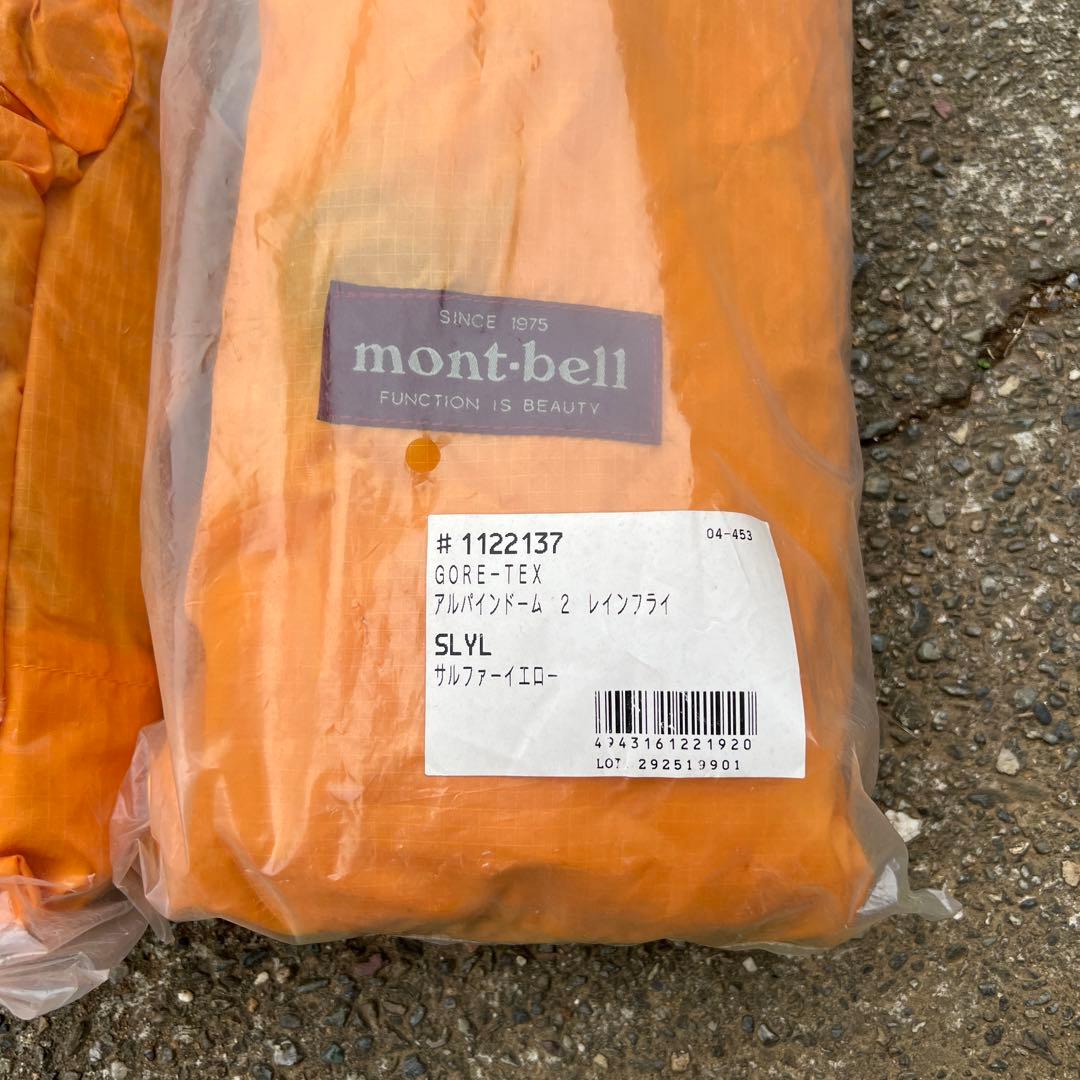 SINCE 1975
mont·bell
FUNCTION IS BEAUTY
# 1122137 04-453
GORE-TEX
アルパインドーム 2 レインフライ
SLYL
サルファーイエロー
4943161221920
LOT. 292519901